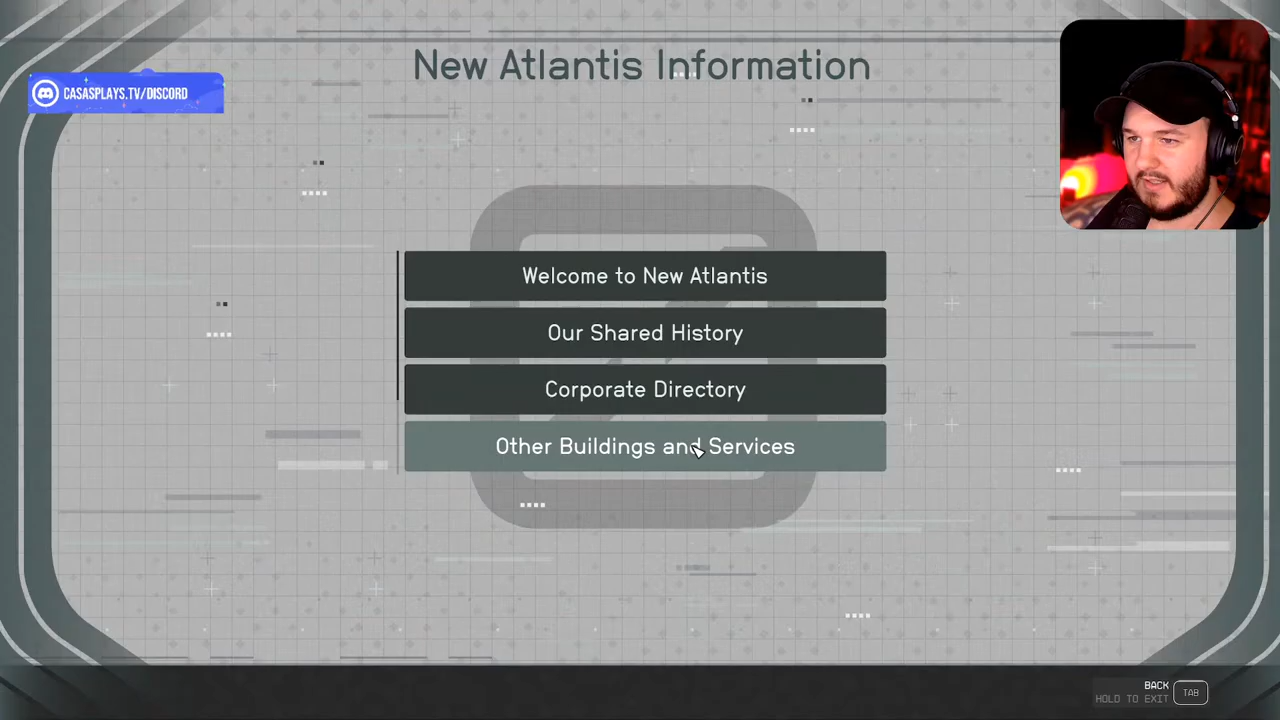 New Atlantis Information
CASASPLAYS.TV/DISCORD
Welcome to New Atlantis
Our Shared History
Corporate Directory
Other Buildings and Services
BACK
HOLD TO EXIT TAB